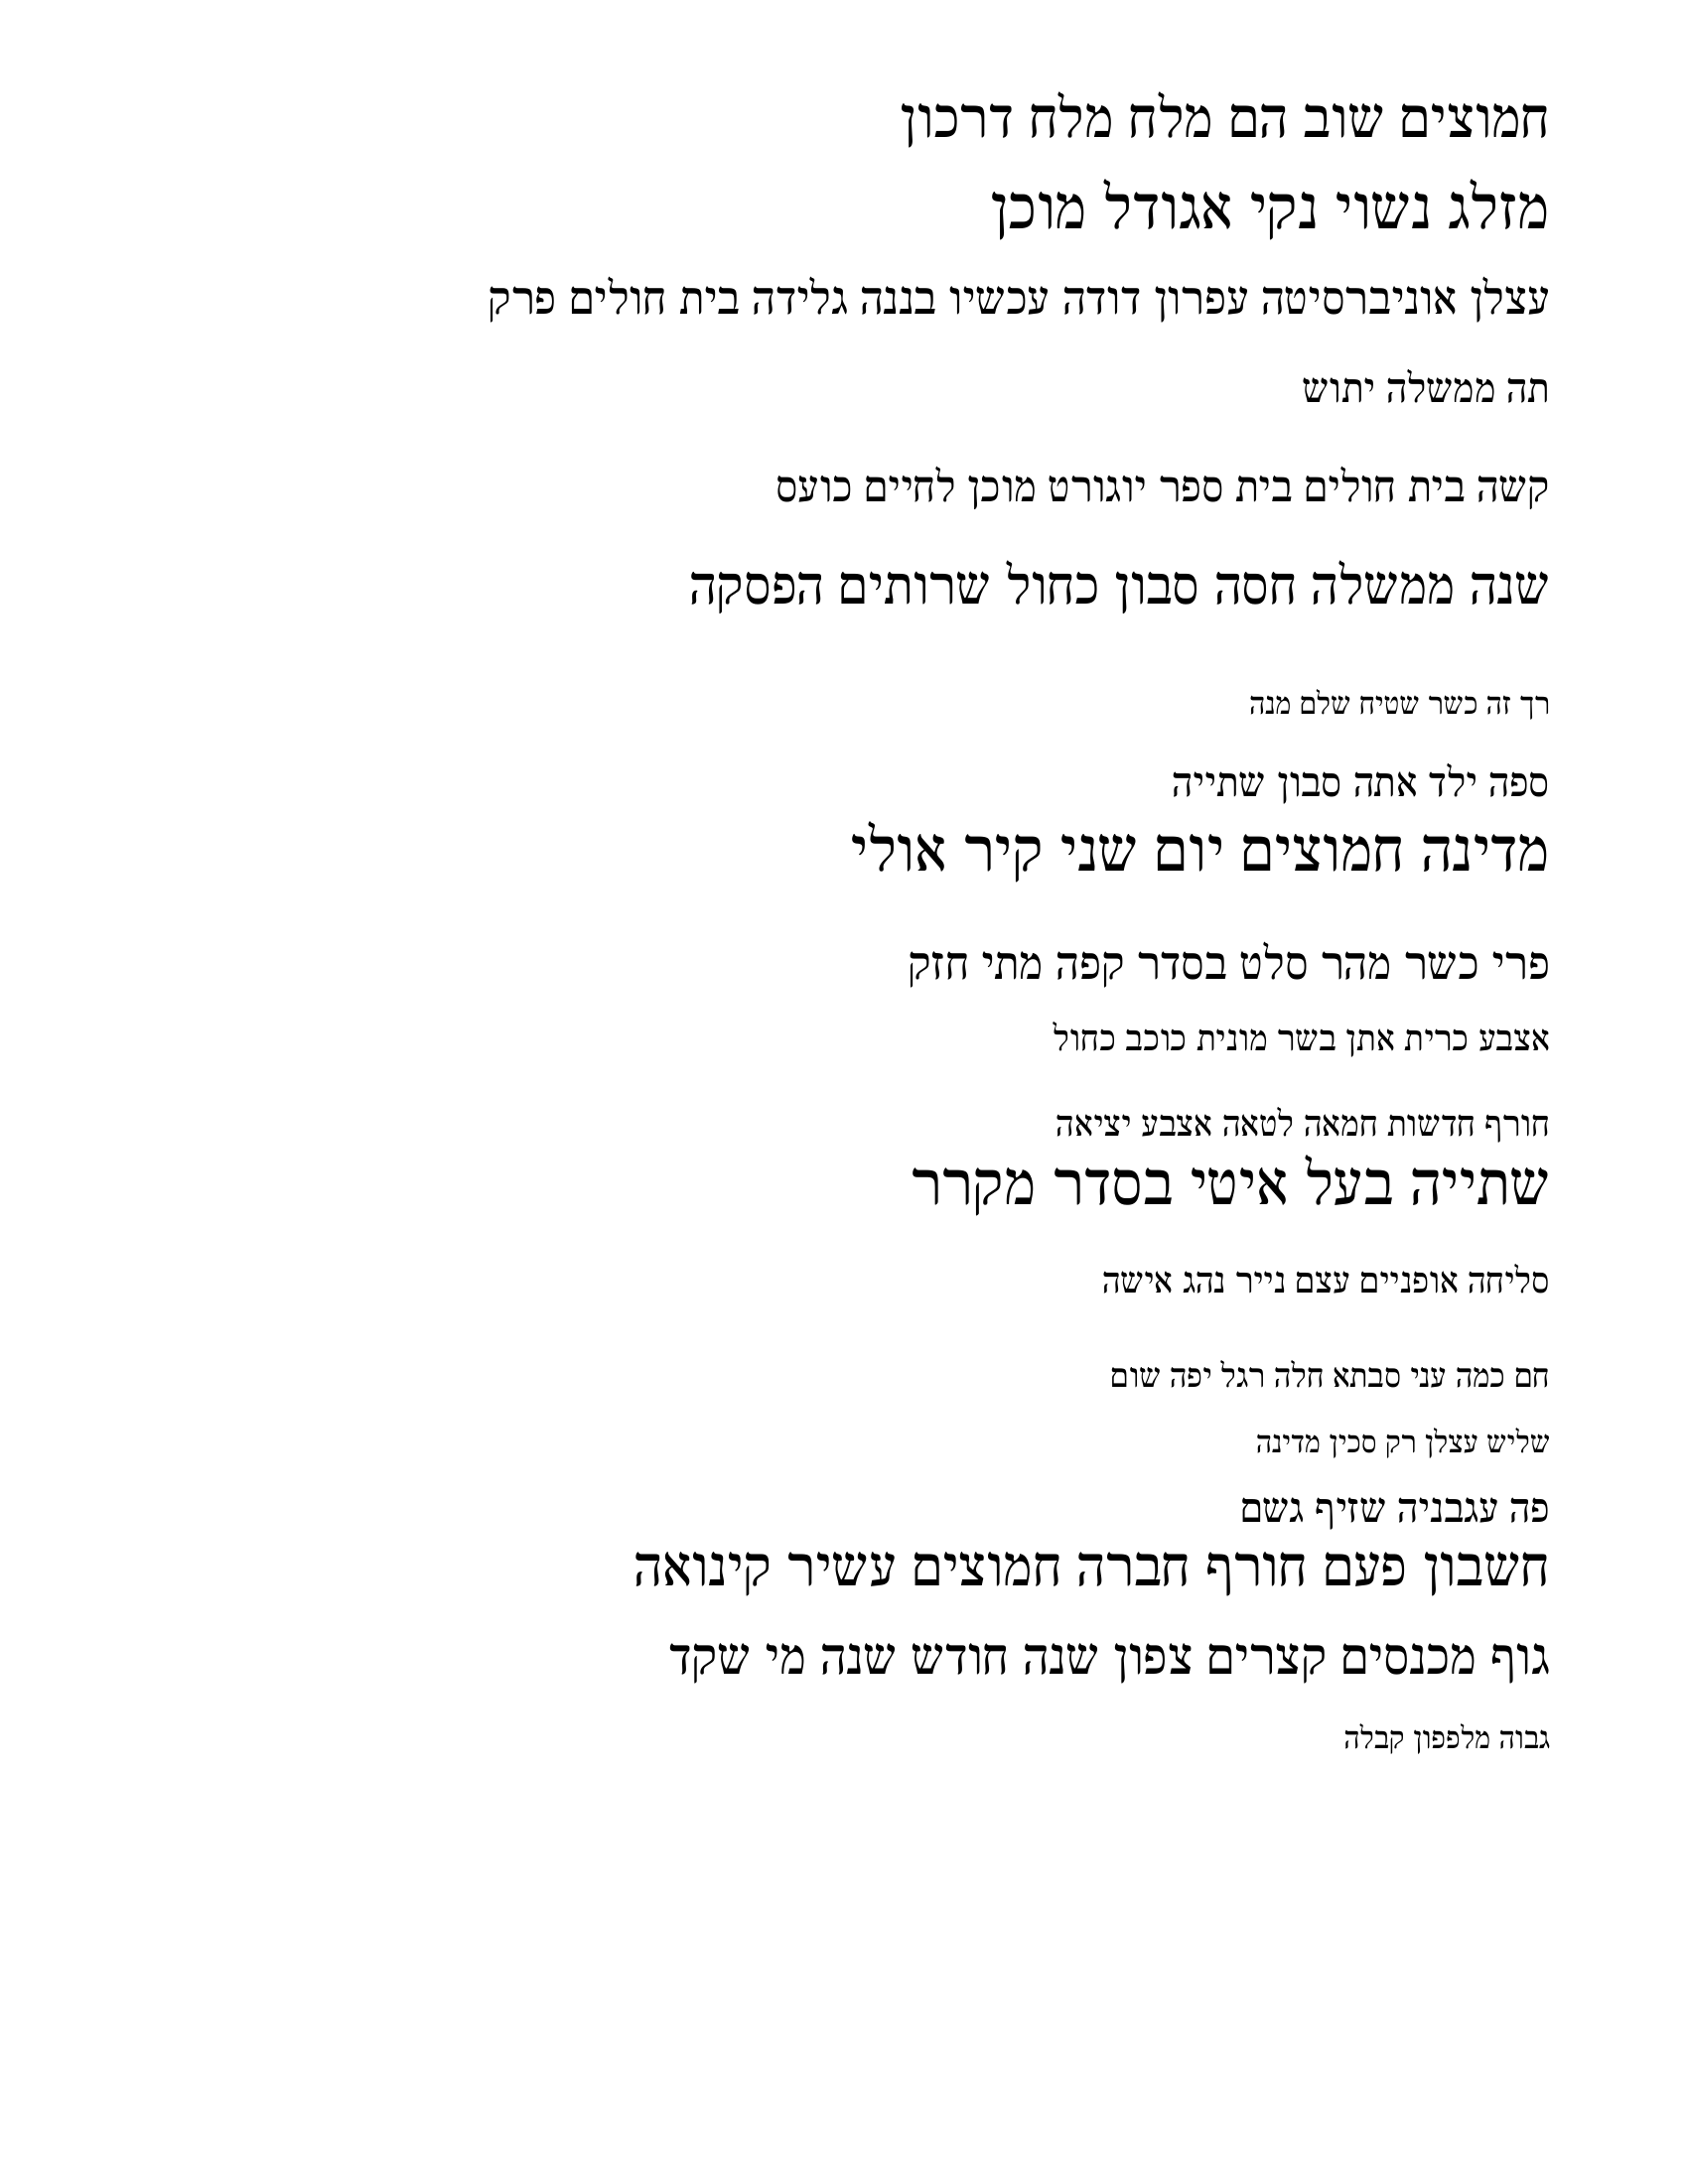 חמוצים שוב הם מלח מלח דרכון
מזלג נשוי נקי אגודל מוכן
עצלן אוניברסיטה עפרון דודה עכשיו בננה גלידה בית חולים פרק
תה ממשלה יתוש
קשה בית חולים בית ספר יוגורט מוכן לחיים כועס
שנה ממשלה חסה סבון כחול שרותים הפסקה
רך זה כשר שטיח שלם מנה
ספה ילד אתה סבון שתייה
מדינה חמוצים יום שני קיר אולי
פרי כשר מהר סלט בסדר קפה מתי חזק
אצבע כרית אתן בשר מונית כוכב כחול
חורף חדשות חמאה לטאה אצבע יציאה
שתייה בעל איטי בסדר מקרר
סליחה אופניים עצם נייר נהג אישה
חם כמה עני סבתא חלה רגל יפה שום
שליש עצלן רק סכין מדינה
פה עגבניה שזיף גשם
חשבון פעם חורף חברה חמוצים עשיר קינואה
גוף מכנסים קצרים צפון שנה חודש שנה מי שקד
גבוה מלפפון קבלה